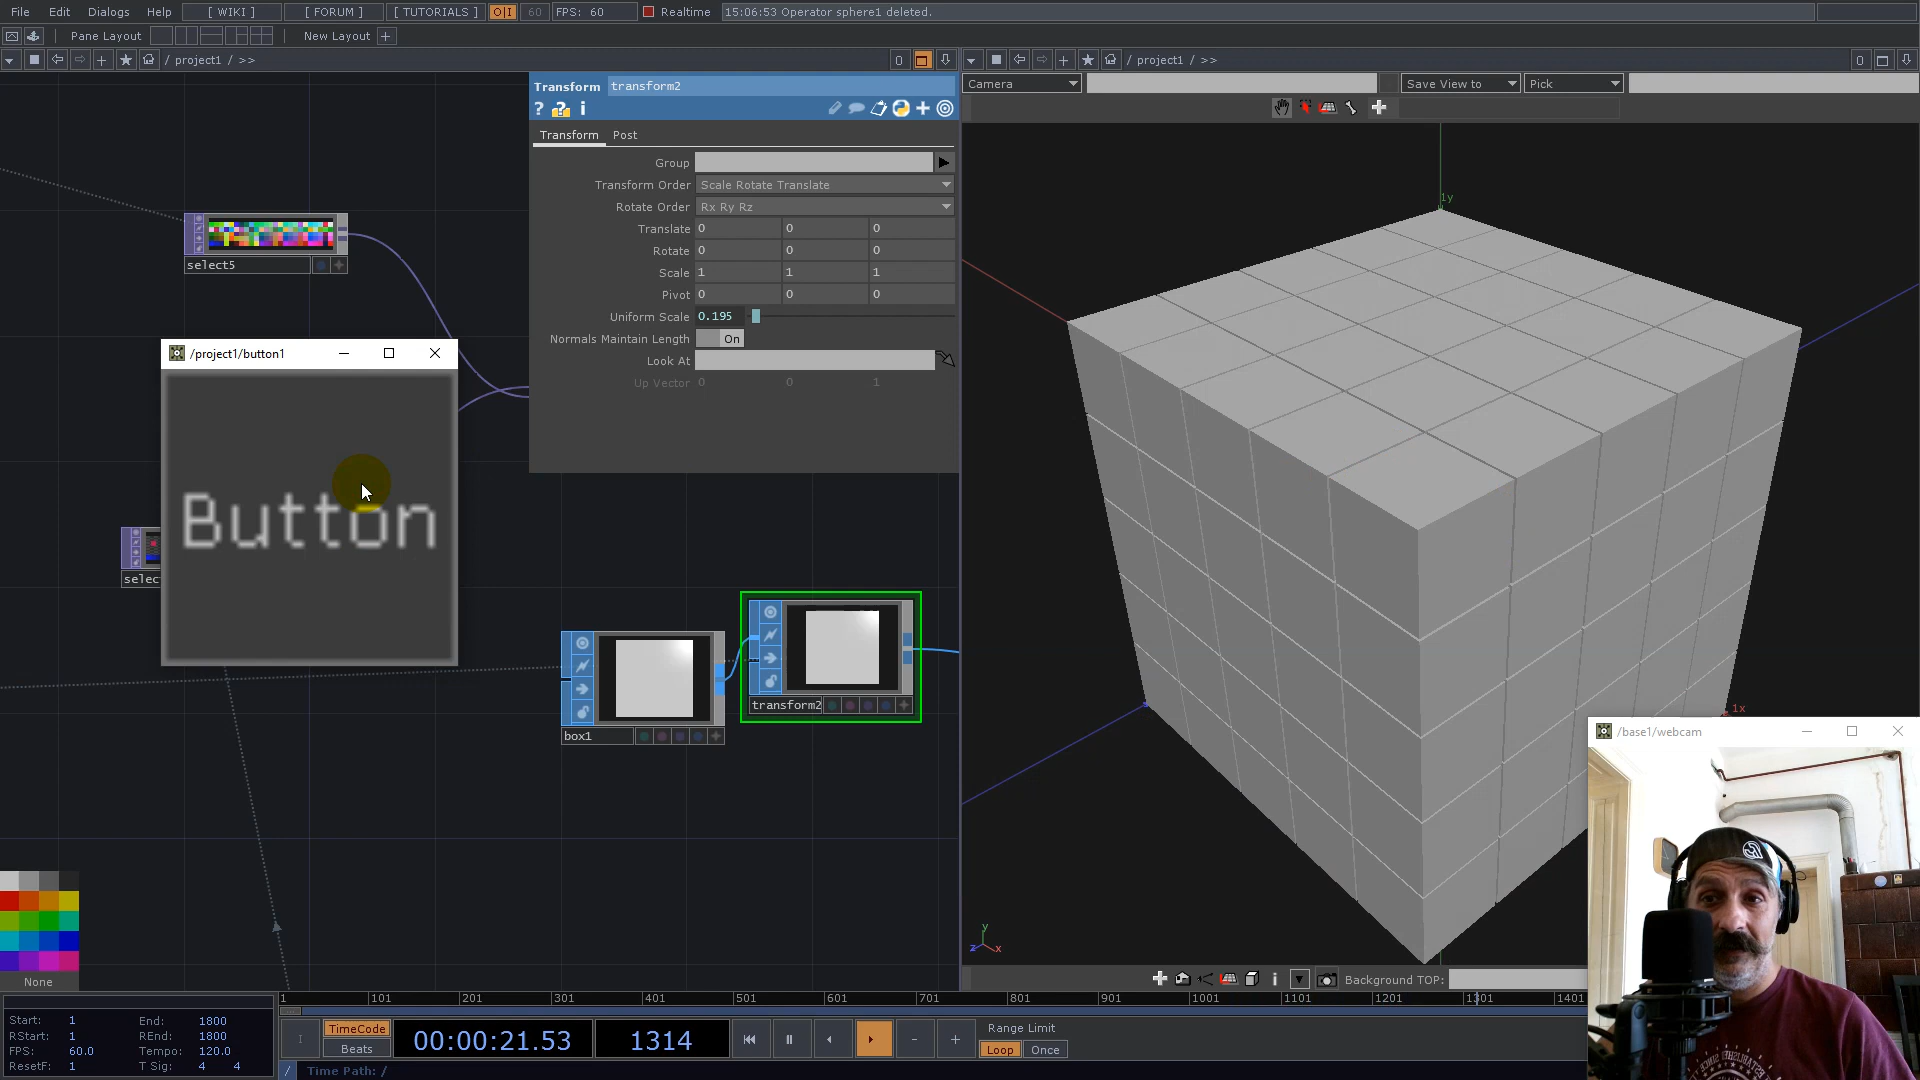 File Edit Dialogs Help [ WIKI ] [ FORUM ] [ TUTORIALS ] O|I 60 FPS: 60 Realtime 15:06:53 Operator sphere1 deleted.
Pane Layout New Layout +
/ project1 / >> 0
/ project1 / >> 0
Transform transform2
Camera Save View to Pick
? ? i
Transform Post
Group
Transform Order Scale Rotate Translate
Rotate Order Rx Ry Rz
Translate 0 0 0
Rotate 0 0 0
Scale 1 1 1
Pivot 0 0 0
Uniform Scale 0.195
Normals Maintain Length On
Look At
Up Vector 0 0 1
1y
select5
/project1/button1
Button
selec
transform2
box1
1x
/base1/webcam
y
z x
None
Background TOP:
1 101 201 301 401 501 601 701 801 901 1001 1101 1201 1301 1401
Start: 1 End: 1800
RStart: 1 REnd: 1800
FPS: 60.0 Tempo: 120.0
ResetF: 1 T Sig: 4 4
I TimeCode 00:00:21.53 1314 - + Range Limit
Beats Loop Once
/ Time Path: /